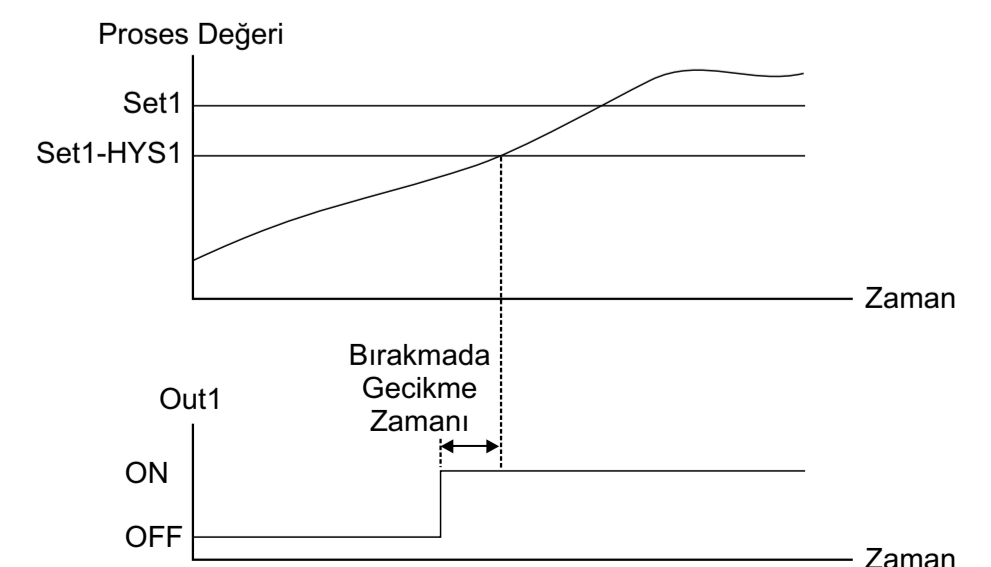 Proses Değeri
Set1
Set1-HYS1
Zaman
Bırakmada
Gecikme
Zamanı
Out1
ON
OFF
Zaman